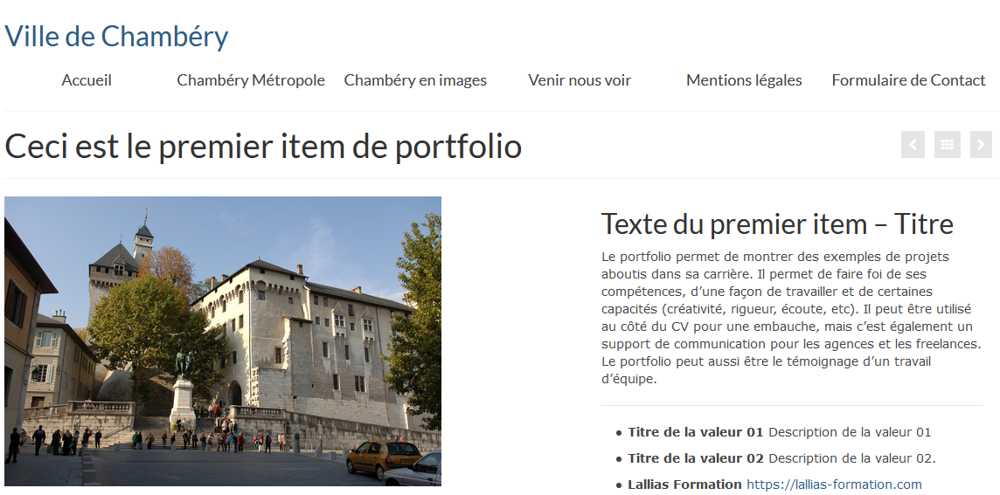 Ville de Chambéry
Accueil Chambéry Métropole Chambéry en images Venir nous voir Mentions légales Formulaire de Contact
Ceci est le premier item de portfolio
Texte du premier item – Titre
Le portfolio permet de montrer des exemples de projets
aboutis dans sa carrière. Il permet de faire foi de ses
compétences, d’une façon de travailler et de certaines
capacités (créativité, rigueur, écoute, etc). Il peut être utilisé
au côté du CV pour une embauche, mais c’est également un
support de communication pour les agences et les freelances.
Le portfolio peut aussi être le témoignage d’un travail
d’équipe.
Titre de la valeur 01 Description de la valeur 01
Titre de la valeur 02 Description de la valeur 02.
Lallias Formation https://lallias-formation.com